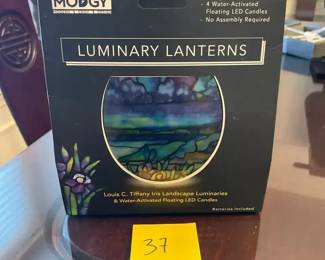 MODGY
- 4 Water-Activated
Floating LED Candles
- No Assembly Required
LUMINARY LANTERNS
Louis C. Tiffany Iris Landscape Luminaries
& Water-Activated Floating LED Candles
Batteries Included
37